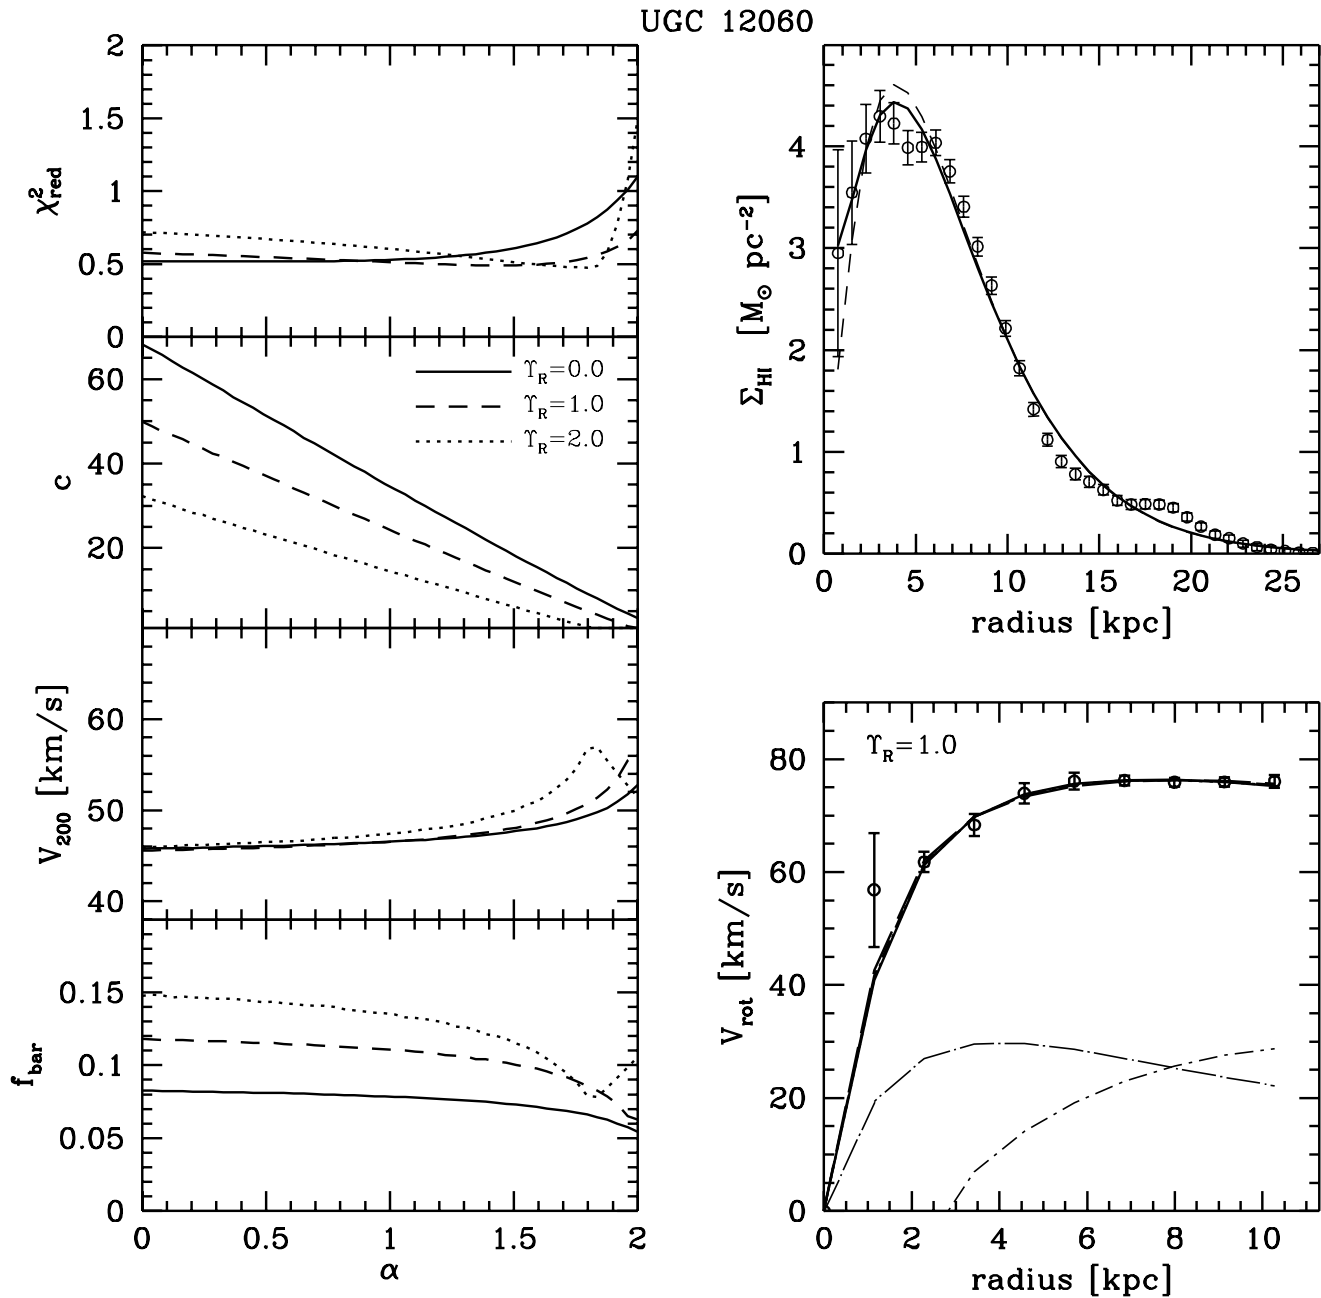 UGC 12060
2
1.5
1
0.5
0
χ²red
60
40
20
c
ϒR=0.0
ϒR=1.0
ϒR=2.0
60
50
40
V200 [km/s]
0.15
0.1
0.05
0
fbar
0 0.5 1 1.5 2
α
4
3
2
1
0
ΣHI [M⊙ pc−2]
0 5 10 15 20 25
radius [kpc]
ϒR=1.0
80
60
40
20
0
Vrot [km/s]
0 2 4 6 8 10
radius [kpc]